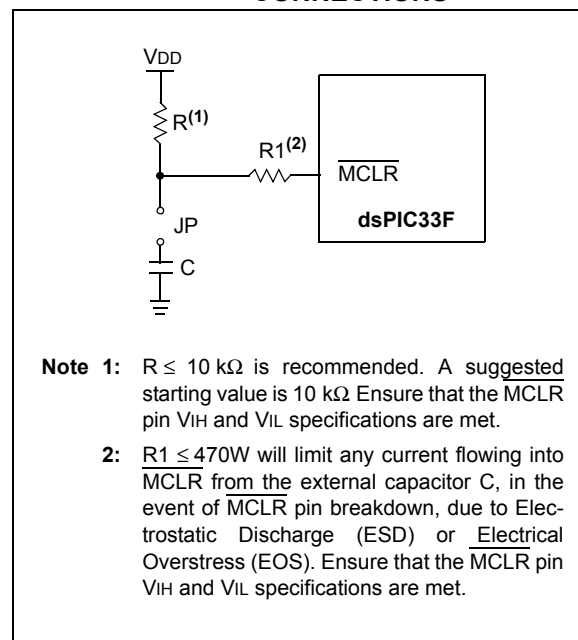 VDD
R(1)
R1(2)
MCLR
dsPIC33F
JP
C
Note 1: R ≤ 10 kΩ is recommended. A suggested
starting value is 10 kΩ Ensure that the MCLR
pin VIH and VIL specifications are met.
2: R1 ≤ 470W will limit any current flowing into
MCLR from the external capacitor C, in the
event of MCLR pin breakdown, due to Elec-
trostatic Discharge (ESD) or Electrical
Overstress (EOS). Ensure that the MCLR pin
VIH and VIL specifications are met.